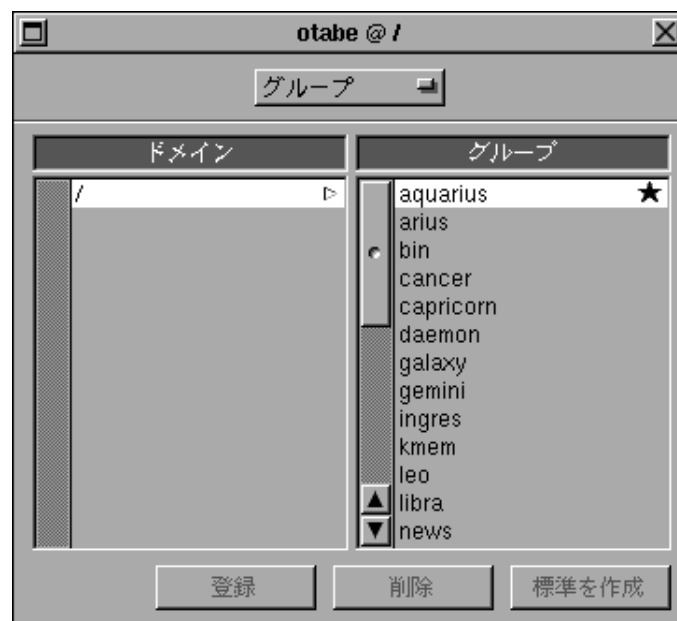 otabe @ /
グループ
ドメイン
グループ
/
aquarius
arius
bin
cancer
capricorn
daemon
galaxy
gemini
ingres
kmem
leo
libra
news
登録
削除
標準を作成